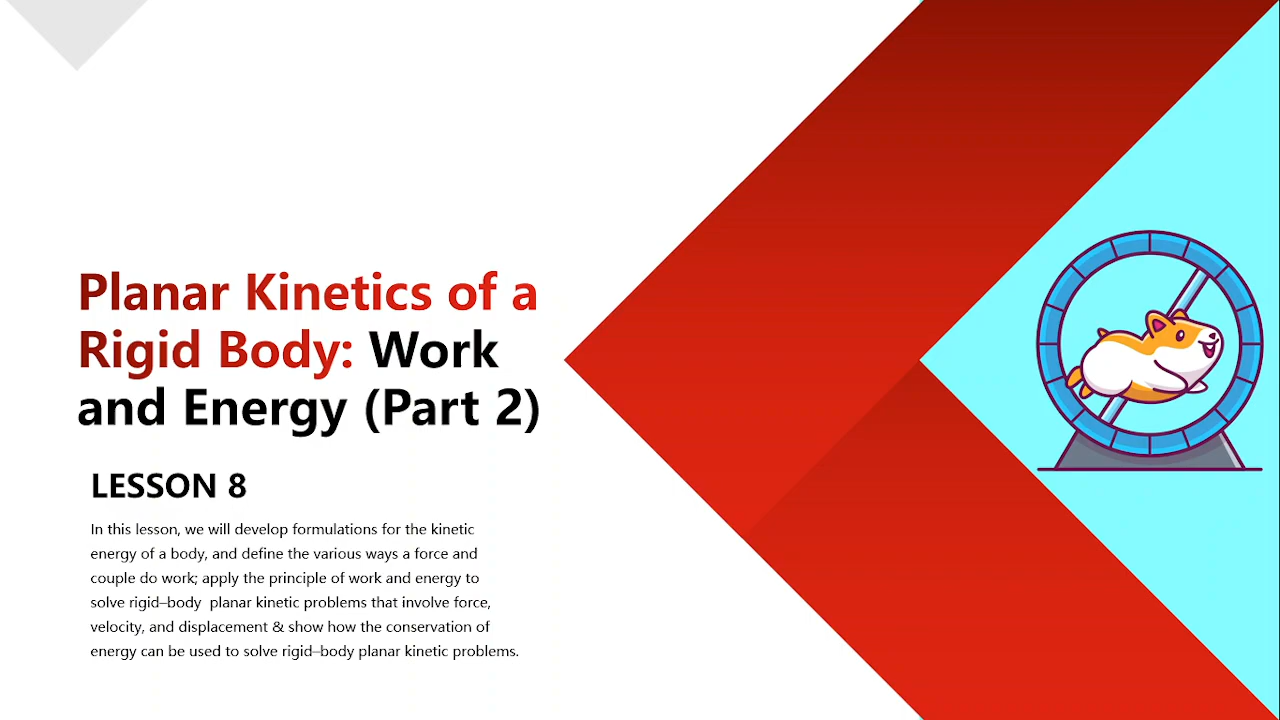 Planar Kinetics of a
Rigid Body: Work
and Energy (Part 2)
LESSON 8
In this lesson, we will develop formulations for the kinetic
energy of a body, and define the various ways a force and
couple do work; apply the principle of work and energy to
solve rigid–body planar kinetic problems that involve force,
velocity, and displacement & show how the conservation of
energy can be used to solve rigid–body planar kinetic problems.